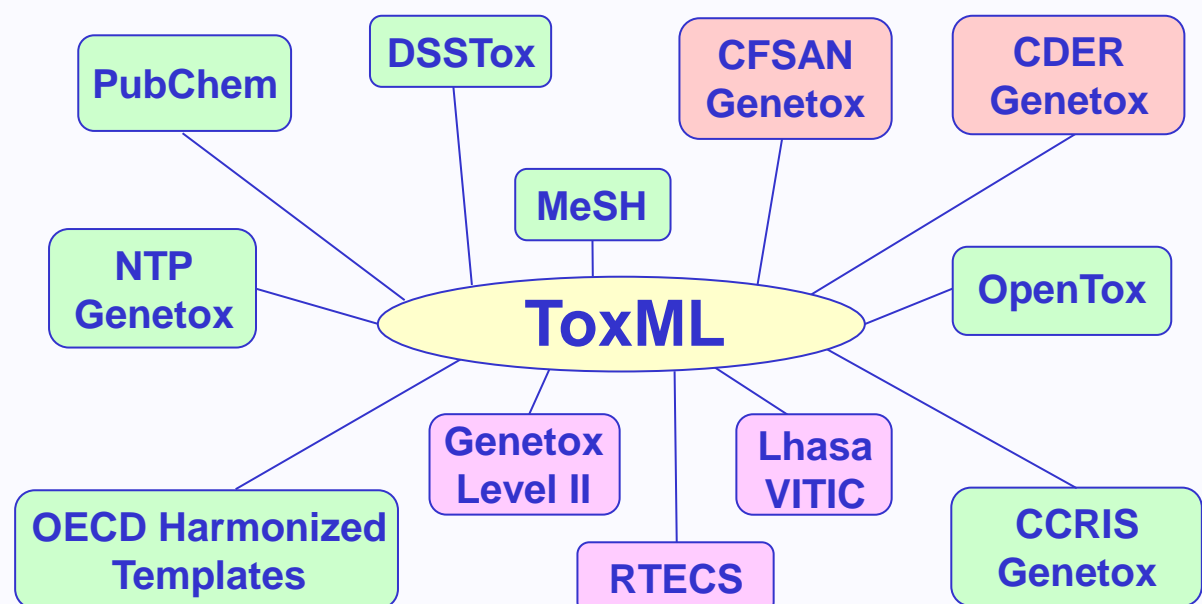 PubChem
DSSTox
CFSAN
Genetox
CDER
Genetox
MeSH
NTP
Genetox
OpenTox
ToxML
Genetox
Level II
Lhasa
VITIC
OECD Harmonized
Templates
RTECS
CCRIS
Genetox